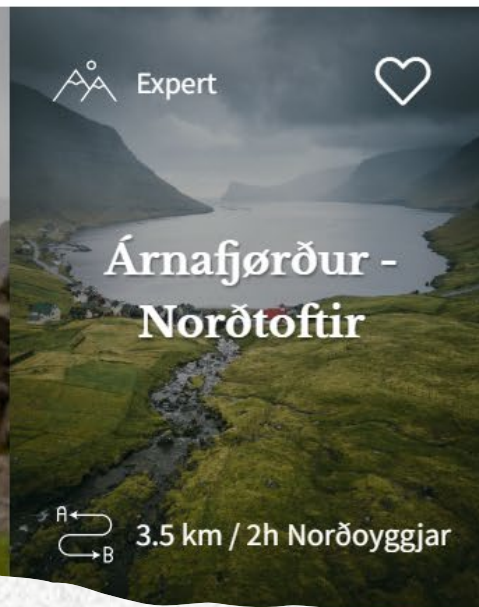 Expert
Árnafjørður -
Norðtoftir
A
B
3.5 km / 2h Norðoyggjar